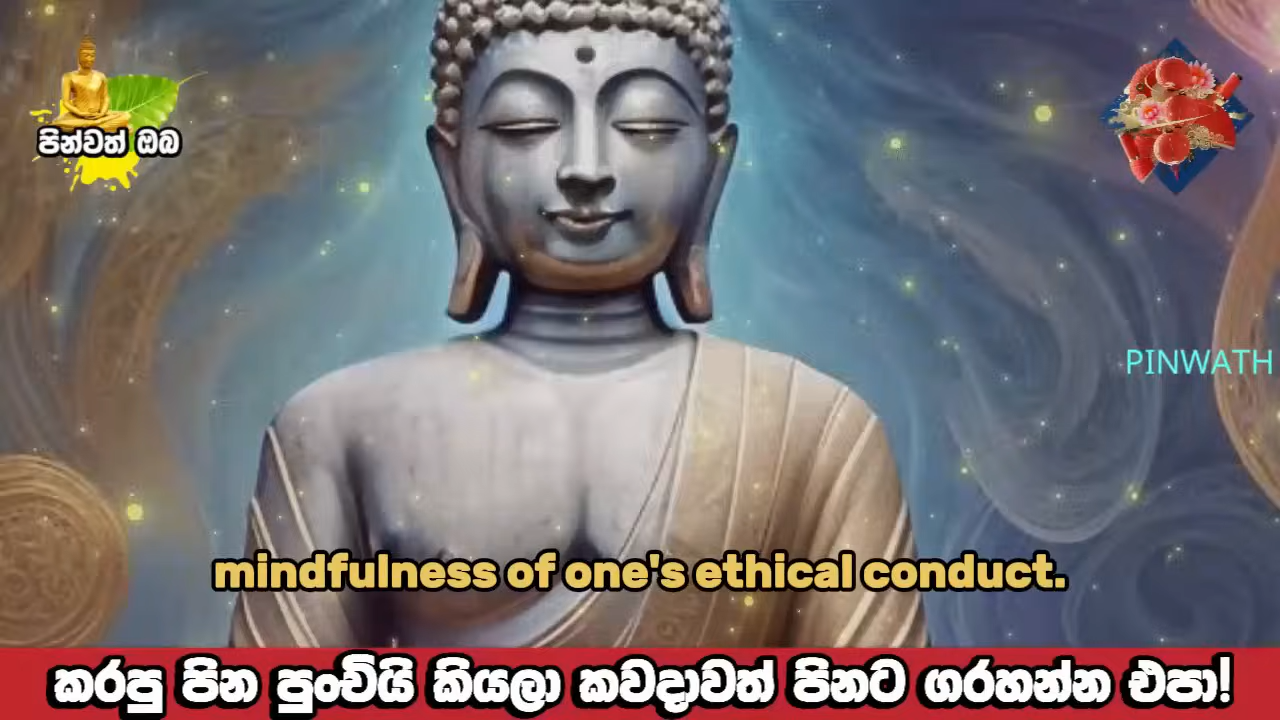 පින්වත් ඔබ
PINWATH
mindfulness of one's ethical conduct.
කරපු පින පුංචියි කියලා කවදාවත් පිනට ගරහන්න එපා!